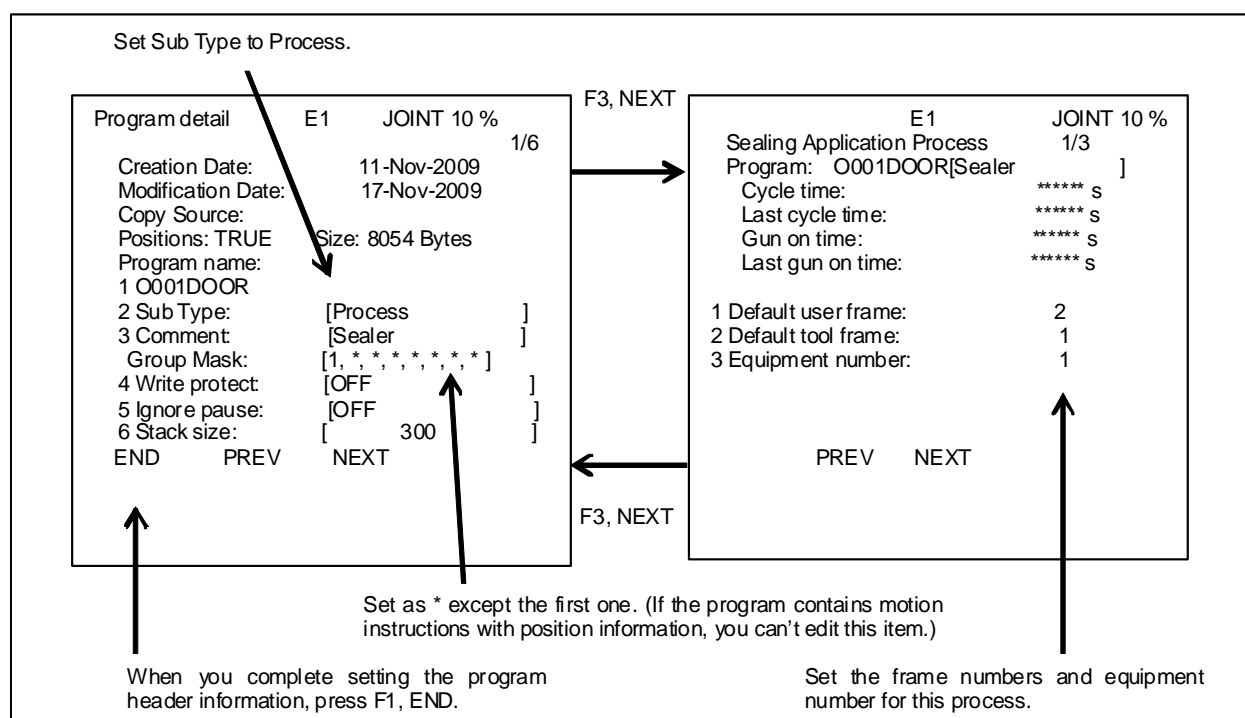 Set Sub Type to Process.
F3, NEXT
Program detail E1 JOINT 10 %
1/6
Creation Date: 11-Nov-2009
Modification Date: 17-Nov-2009
Copy Source:
Positions: TRUE Size: 8054 Bytes
Program name:
1 O001DOOR
2 Sub Type: [Process ]
3 Comment: [Sealer ]
Group Mask: [1, *, *, *, *, *, *, * ]
4 Write protect: [OFF ]
5 Ignore pause: [OFF ]
6 Stack size: [ 300 ]
END PREV NEXT
E1 JOINT 10 %
Sealing Application Process 1/3
Program: O001DOOR[Sealer ]
Cycle time: ****** s
Last cycle time: ****** s
Gun on time: ****** s
Last gun on time: ****** s
1 Default user frame: 2
2 Default tool frame: 1
3 Equipment number: 1
PREV NEXT
F3, NEXT
Set as * except the first one. (If the program contains motion
instructions with position information, you can't edit this item.)
When you complete setting the program
header information, press F1, END.
Set the frame numbers and equipment
number for this process.